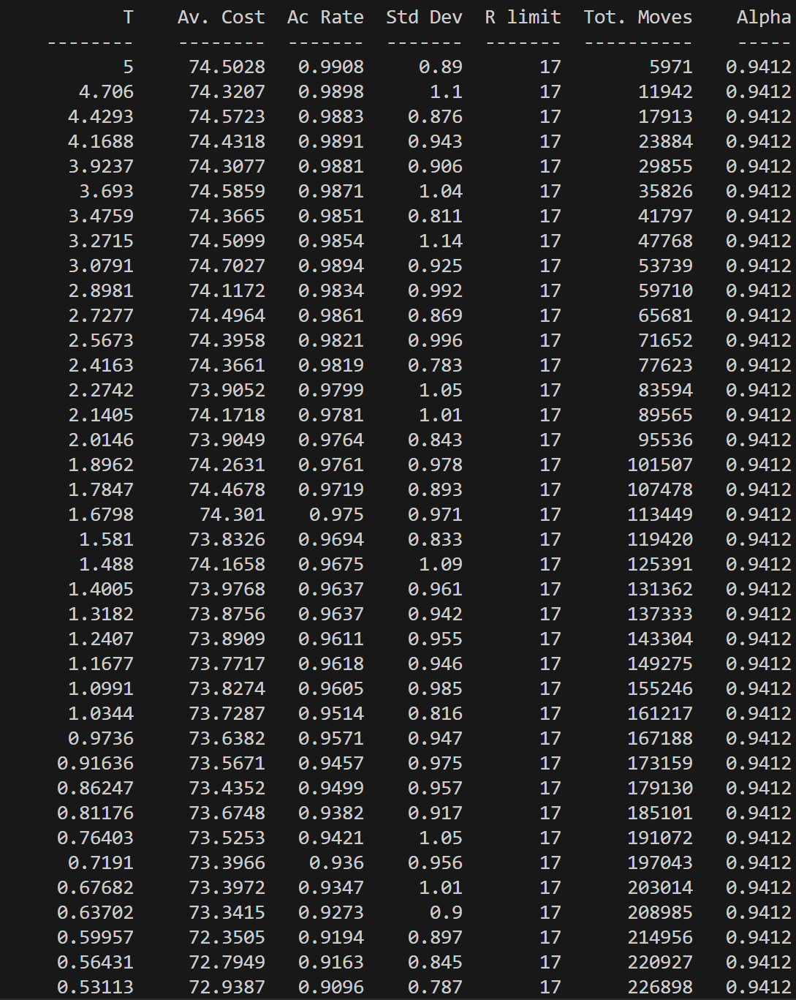 T Av. Cost Ac Rate Std Dev R limit Tot. Moves Alpha
-------- -------- ------- ------- ------- ---------- -----
5 74.5028 0.9908 0.89 17 5971 0.9412
4.706 74.3207 0.9898 1.1 17 11942 0.9412
4.4293 74.5723 0.9883 0.876 17 17913 0.9412
4.1688 74.4318 0.9891 0.943 17 23884 0.9412
3.9237 74.3077 0.9881 0.906 17 29855 0.9412
3.693 74.5859 0.9871 1.04 17 35826 0.9412
3.4759 74.3665 0.9851 0.811 17 41797 0.9412
3.2715 74.5099 0.9854 1.14 17 47768 0.9412
3.0791 74.7027 0.9894 0.925 17 53739 0.9412
2.8981 74.1172 0.9834 0.992 17 59710 0.9412
2.7277 74.4964 0.9861 0.869 17 65681 0.9412
2.5673 74.3958 0.9821 0.996 17 71652 0.9412
2.4163 74.3661 0.9819 0.783 17 77623 0.9412
2.2742 73.9052 0.9799 1.05 17 83594 0.9412
2.1405 74.1718 0.9781 1.01 17 89565 0.9412
2.0146 73.9049 0.9764 0.843 17 95536 0.9412
1.8962 74.2631 0.9761 0.978 17 101507 0.9412
1.7847 74.4678 0.9719 0.893 17 107478 0.9412
1.6798 74.301 0.975 0.971 17 113449 0.9412
1.581 73.8326 0.9694 0.833 17 119420 0.9412
1.488 74.1658 0.9675 1.09 17 125391 0.9412
1.4005 73.9768 0.9637 0.961 17 131362 0.9412
1.3182 73.8756 0.9637 0.942 17 137333 0.9412
1.2407 73.8909 0.9611 0.955 17 143304 0.9412
1.1677 73.7717 0.9618 0.946 17 149275 0.9412
1.0991 73.8274 0.9605 0.985 17 155246 0.9412
1.0344 73.7287 0.9514 0.816 17 161217 0.9412
0.9736 73.6382 0.9571 0.947 17 167188 0.9412
0.91636 73.5671 0.9457 0.975 17 173159 0.9412
0.86247 73.4352 0.9499 0.957 17 179130 0.9412
0.81176 73.6748 0.9382 0.917 17 185101 0.9412
0.76403 73.5253 0.9421 1.05 17 191072 0.9412
0.7191 73.3966 0.936 0.956 17 197043 0.9412
0.67682 73.3972 0.9347 1.01 17 203014 0.9412
0.63702 73.3415 0.9273 0.9 17 208985 0.9412
0.59957 72.3505 0.9194 0.897 17 214956 0.9412
0.56431 72.7949 0.9163 0.845 17 220927 0.9412
0.53113 72.9387 0.9096 0.787 17 226898 0.9412